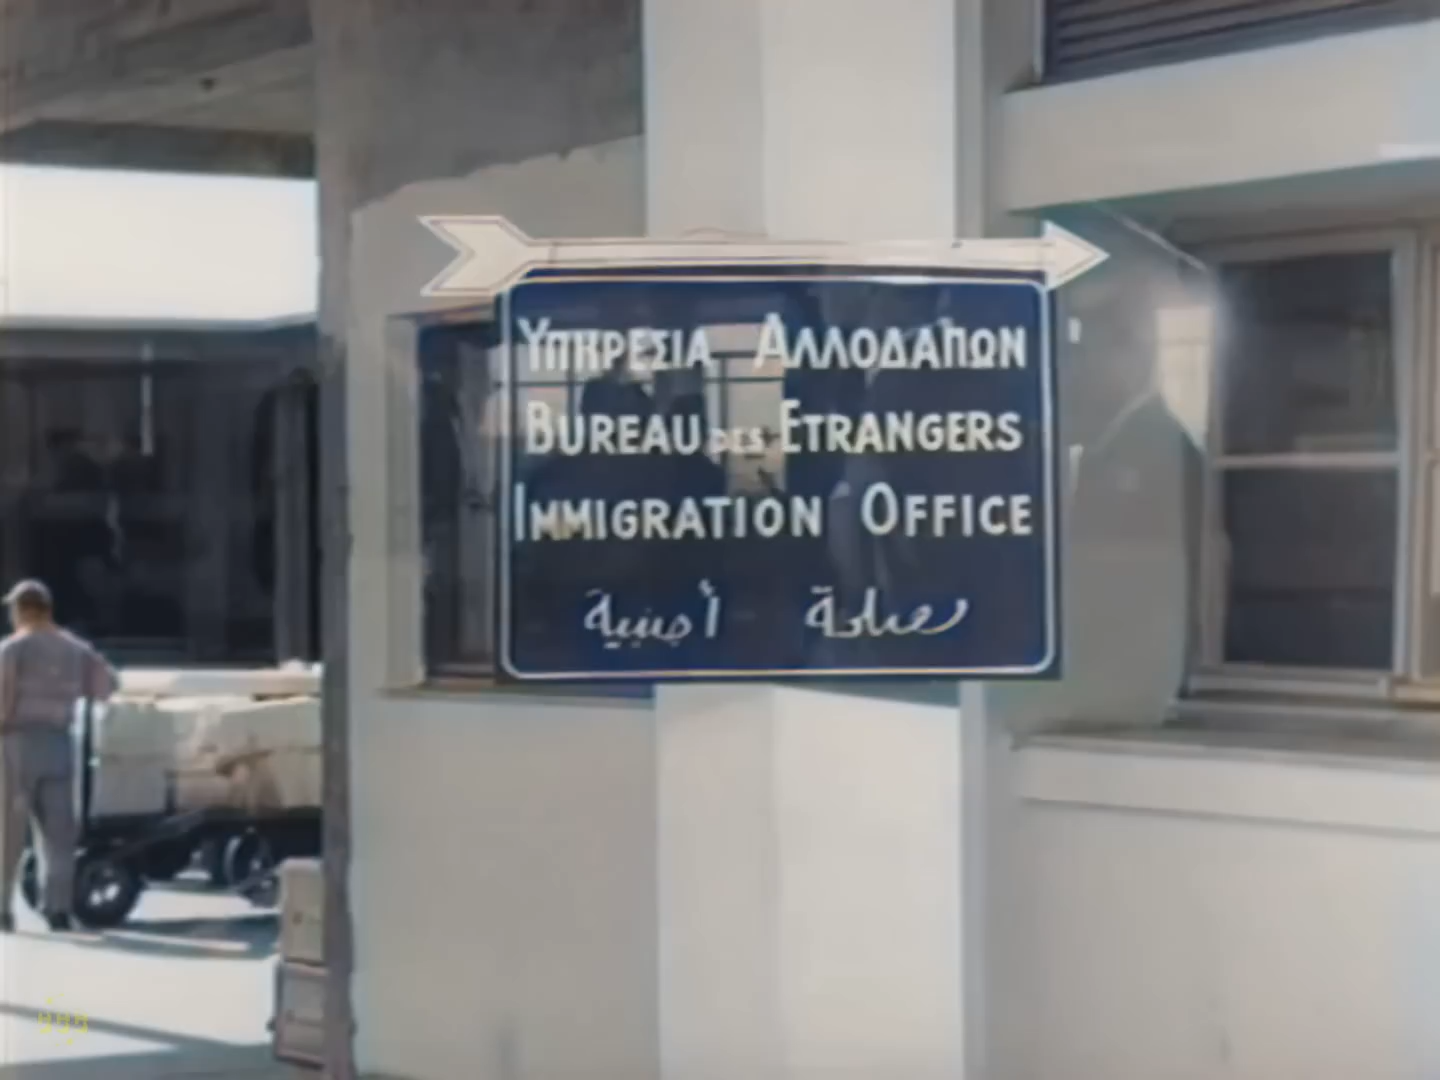 ΥΠΗΡΕΣΙΑ ΑΛΛΟΔΑΠΩΝ
BUREAU DES ETRANGERS
IMMIGRATION OFFICE
مصلحة أجنبية